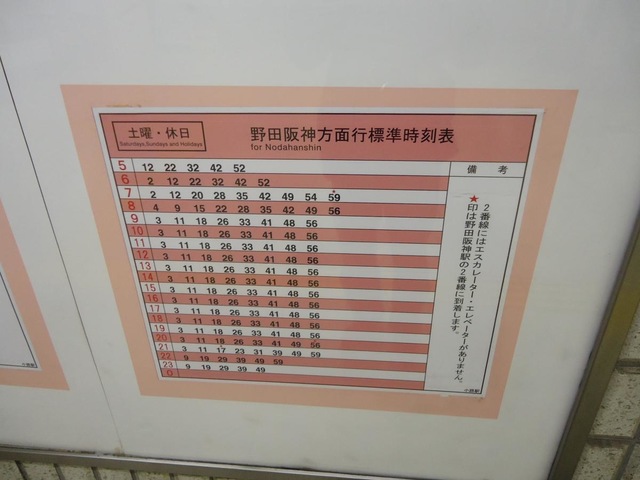 土曜・休日
Saturdays, Sundays and Holidays
野田阪神方面行標準時刻表
for Nodahanshin
備考
5 12 22 32 42 52
6 2 12 22 32 42 52
7 2 12 20 28 35 42 49 54 59
8 4 9 15 22 28 35 42 49 56
9 3 11 18 26 33 41 48 56
10 3 11 18 26 33 41 48 56
11 3 11 18 26 33 41 48 56
12 3 11 18 26 33 41 48 56
13 3 11 18 26 33 41 48 56
14 3 11 18 26 33 41 48 56
15 3 11 18 26 33 41 48 56
16 3 11 18 26 33 41 48 56
17 3 11 18 26 33 41 48 56
18 3 11 18 26 33 41 48 56
19 3 11 18 26 33 41 48 56
20 3 11 18 26 33 41 48 56
21 3 11 17 23 31 39 49 59
22 9 19 29 39 49 59
23 9 19 29 39 49
0
★印は野田阪神駅の2番線に到着します。
2番線にはエスカレーター・エレベーターがありません。